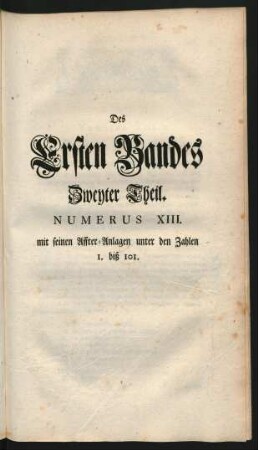 Des
Ersten Bandes
Zweyter Theil.
NUMERUS XIII.
mit seinen Affter-Anlagen unter den Zahlen
1. biß 101.